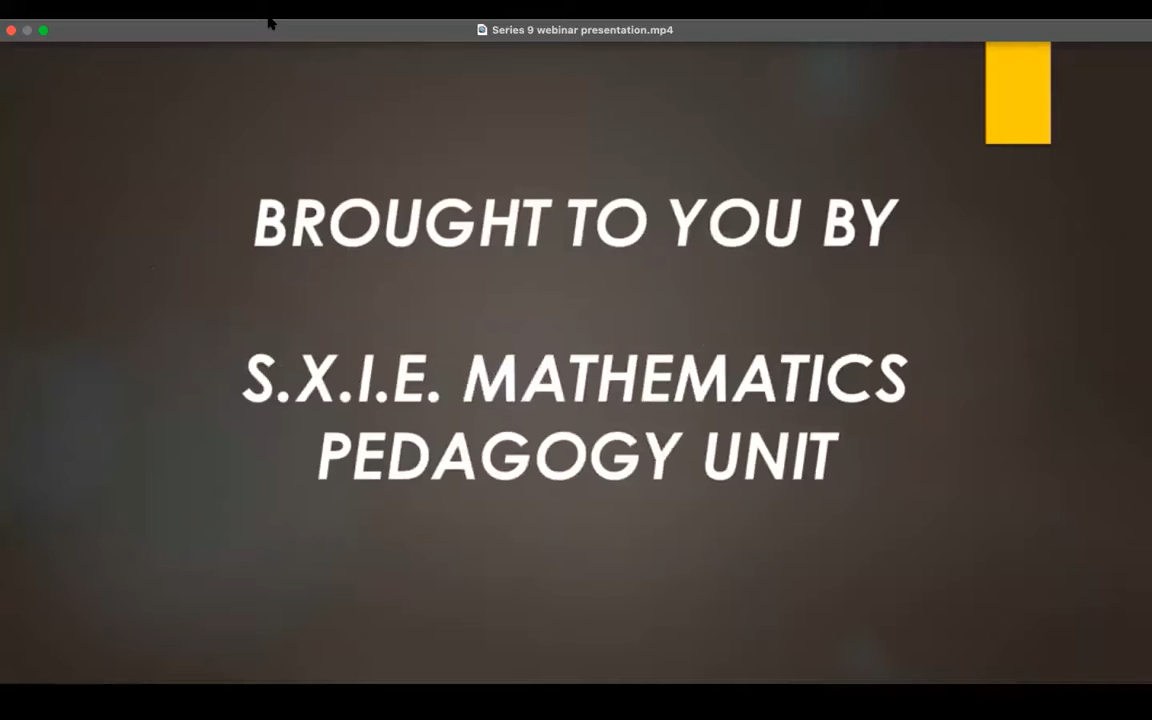 Series 9 webinar presentation.mp4
BROUGHT TO YOU BY
S.X.I.E. MATHEMATICS
PEDAGOGY UNIT